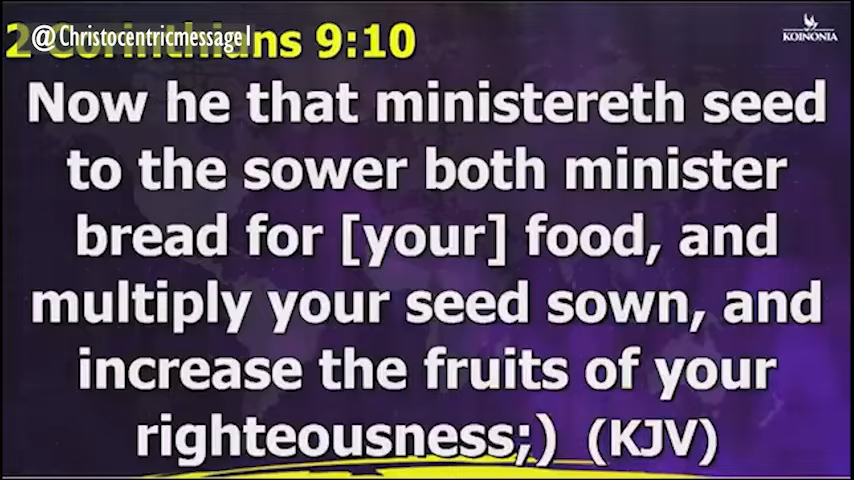 2 Corinthians 9:10
@Christocentricmessage1
KOINONIA
Now he that ministereth seed
to the sower both minister
bread for [your] food, and
multiply your seed sown, and
increase the fruits of your
righteousness;) (KJV)